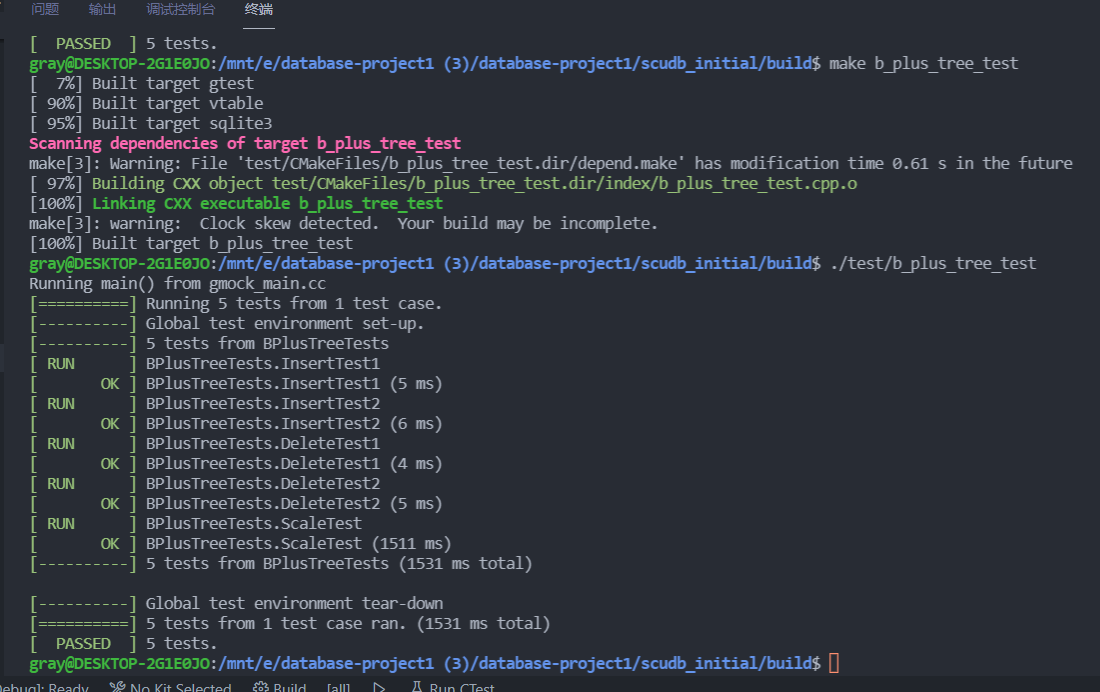 问题 输出 调试控制台 终端
[  PASSED  ] 5 tests.
gray@DESKTOP-2G1E0JO:/mnt/e/database-project1 (3)/database-project1/scudb_initial/build$ make b_plus_tree_test
[  7%] Built target gtest
[ 90%] Built target vtable
[ 95%] Built target sqlite3
Scanning dependencies of target b_plus_tree_test
make[3]: Warning: File 'test/CMakeFiles/b_plus_tree_test.dir/depend.make' has modification time 0.61 s in the future
[ 97%] Building CXX object test/CMakeFiles/b_plus_tree_test.dir/index/b_plus_tree_test.cpp.o
[100%] Linking CXX executable b_plus_tree_test
make[3]: warning:  Clock skew detected.  Your build may be incomplete.
[100%] Built target b_plus_tree_test
gray@DESKTOP-2G1E0JO:/mnt/e/database-project1 (3)/database-project1/scudb_initial/build$ ./test/b_plus_tree_test
Running main() from gmock_main.cc
[==========] Running 5 tests from 1 test case.
[----------] Global test environment set-up.
[----------] 5 tests from BPlusTreeTests
[ RUN      ] BPlusTreeTests.InsertTest1
[       OK ] BPlusTreeTests.InsertTest1 (5 ms)
[ RUN      ] BPlusTreeTests.InsertTest2
[       OK ] BPlusTreeTests.InsertTest2 (6 ms)
[ RUN      ] BPlusTreeTests.DeleteTest1
[       OK ] BPlusTreeTests.DeleteTest1 (4 ms)
[ RUN      ] BPlusTreeTests.DeleteTest2
[       OK ] BPlusTreeTests.DeleteTest2 (5 ms)
[ RUN      ] BPlusTreeTests.ScaleTest
[       OK ] BPlusTreeTests.ScaleTest (1511 ms)
[----------] 5 tests from BPlusTreeTests (1531 ms total)
[----------] Global test environment tear-down
[==========] 5 tests from 1 test case ran. (1531 ms total)
[  PASSED  ] 5 tests.
gray@DESKTOP-2G1E0JO:/mnt/e/database-project1 (3)/database-project1/scudb_initial/build$
ebug]: Ready No Kit Selected Build [all] Run CTest